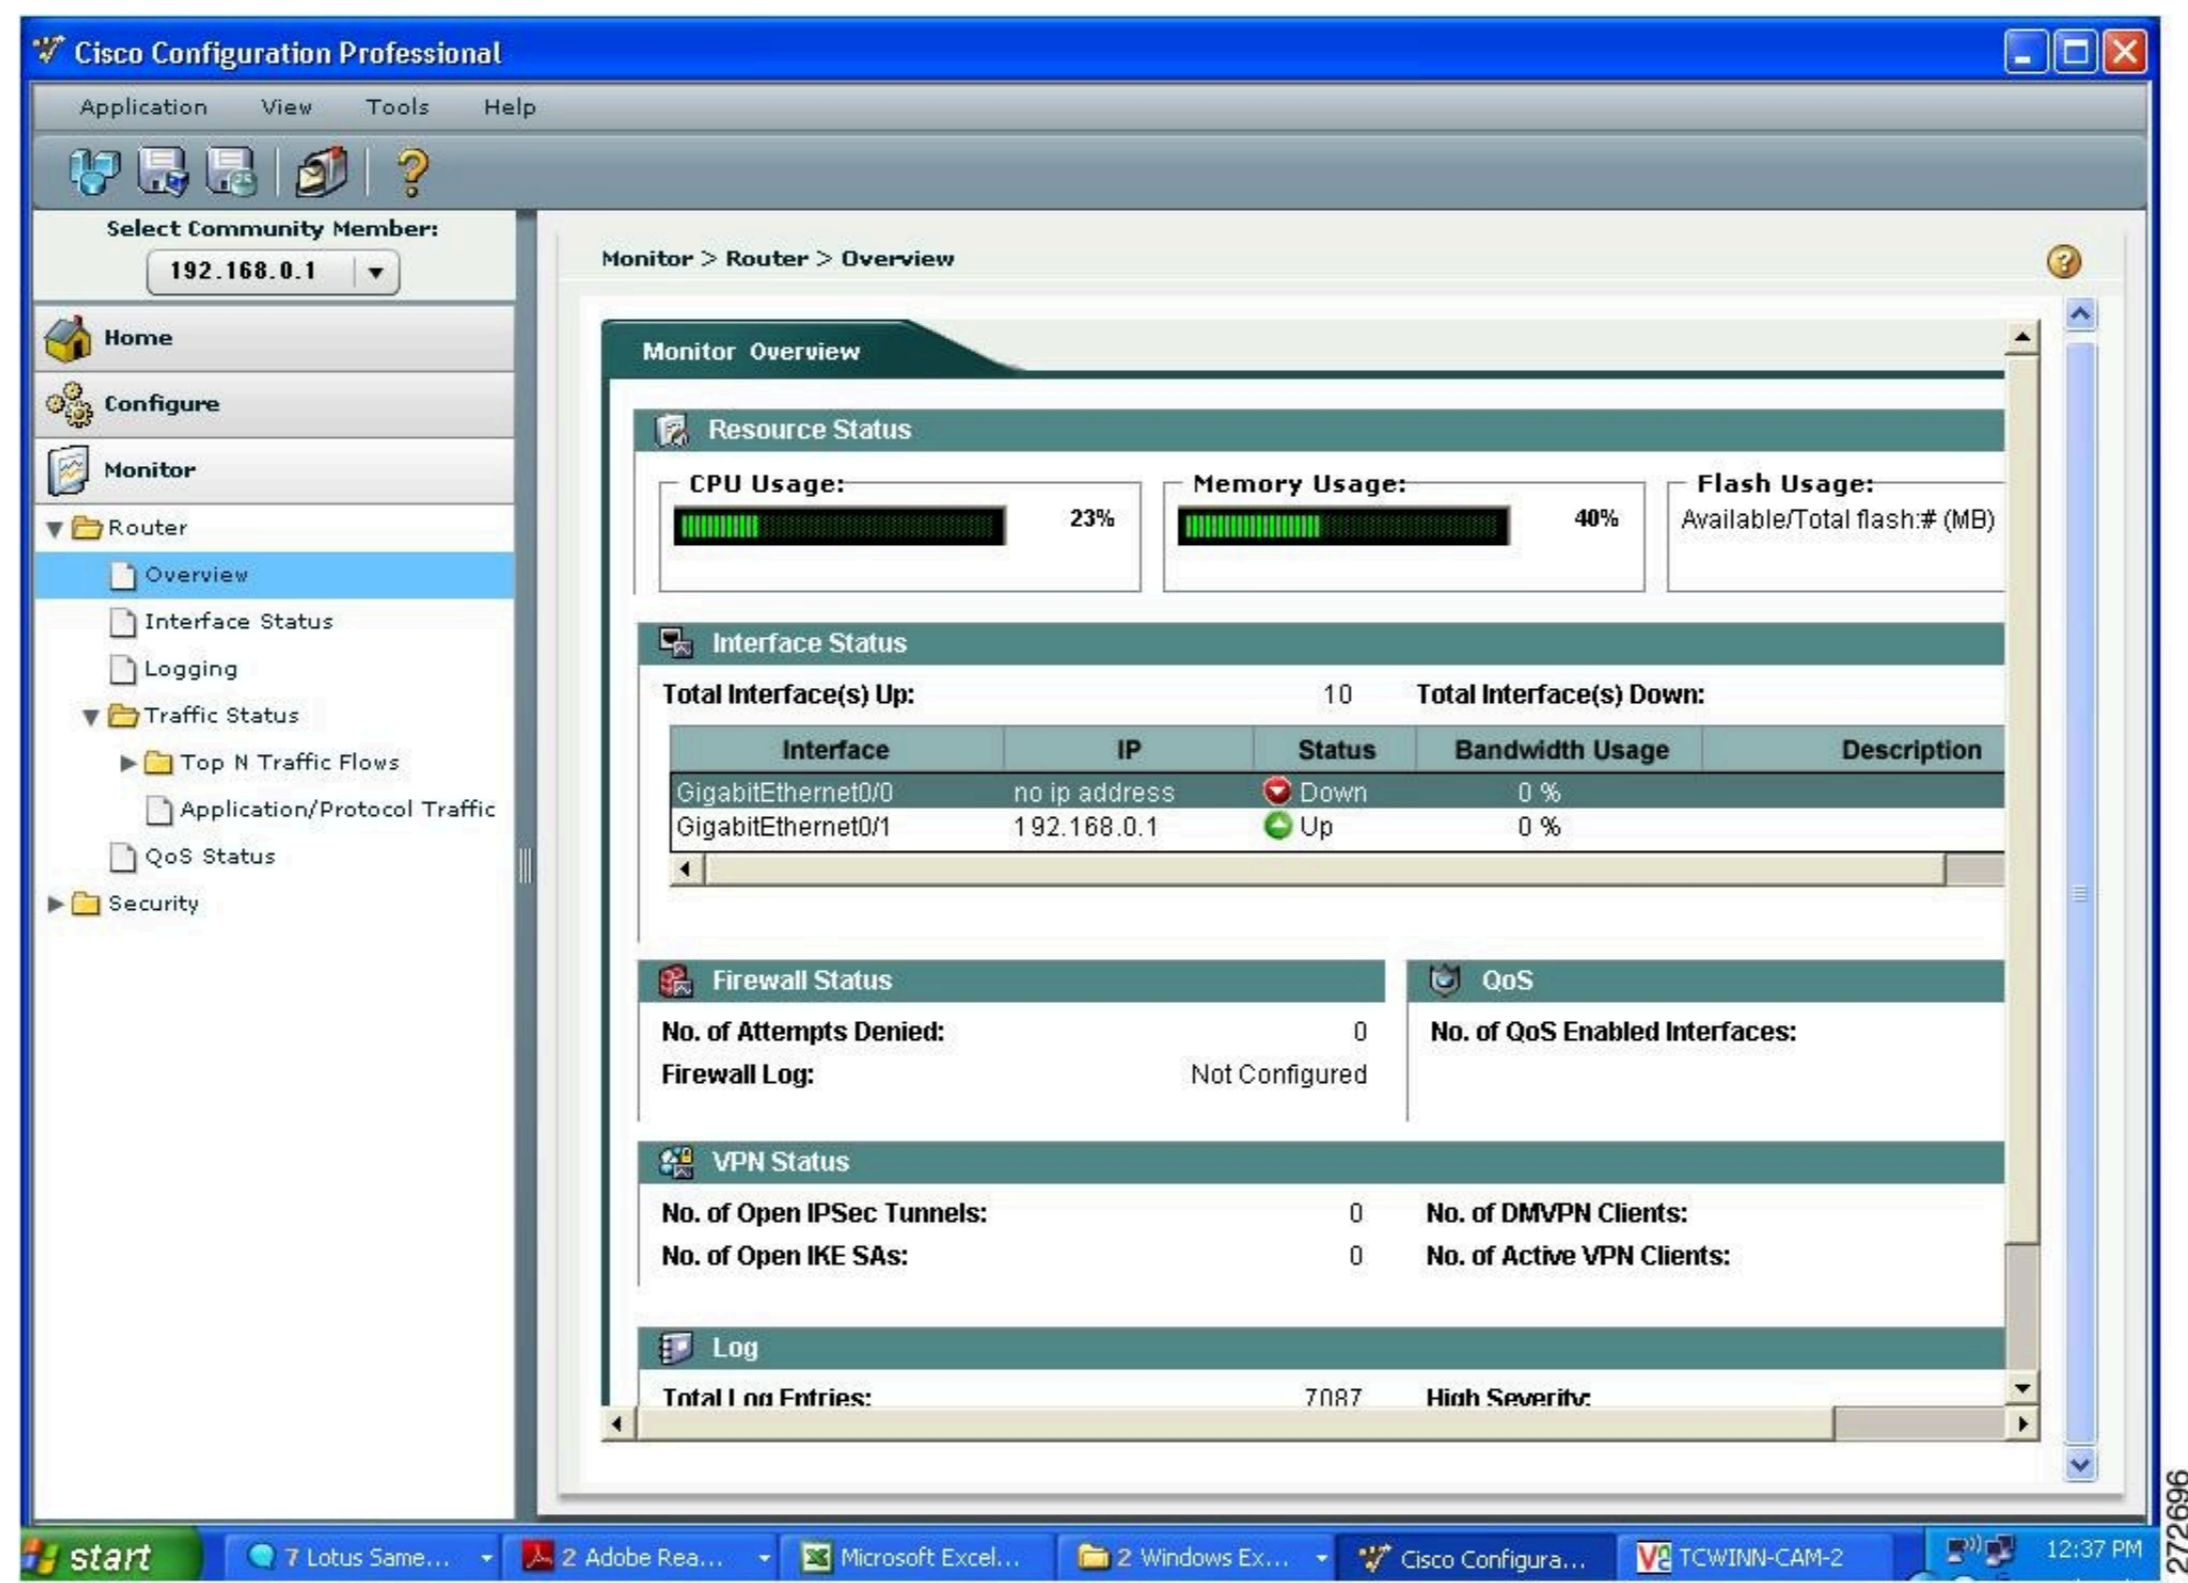 Cisco Configuration Professional
Application View Tools Help
Select Community Member:
192.168.0.1
Home
Configure
Monitor
Router
Overview
Interface Status
Logging
Traffic Status
Top N Traffic Flows
Application/Protocol Traffic
QoS Status
Security
Monitor > Router > Overview
Monitor Overview
Resource Status
CPU Usage: Memory Usage: Flash Usage:
23% 40% Available/Total flash:# (MB)
Interface Status
Total Interface(s) Up: 10 Total Interface(s) Down:
Interface IP Status Bandwidth Usage Description
GigabitEthernet0/0 no ip address Down 0 %
GigabitEthernet0/1 192.168.0.1 Up 0 %
Firewall Status QoS
No. of Attempts Denied: 0 No. of QoS Enabled Interfaces:
Firewall Log: Not Configured
VPN Status
No. of Open IPSec Tunnels: 0 No. of DMVPN Clients:
No. of Open IKE SAs: 0 No. of Active VPN Clients:
Log
Total Log Entries: 7087 High Severity:
start 7 Lotus Same... 2 Adobe Rea... Microsoft Excel... 2 Windows Ex... Cisco Configura... TCWINN-CAM-2 12:37 PM
272696